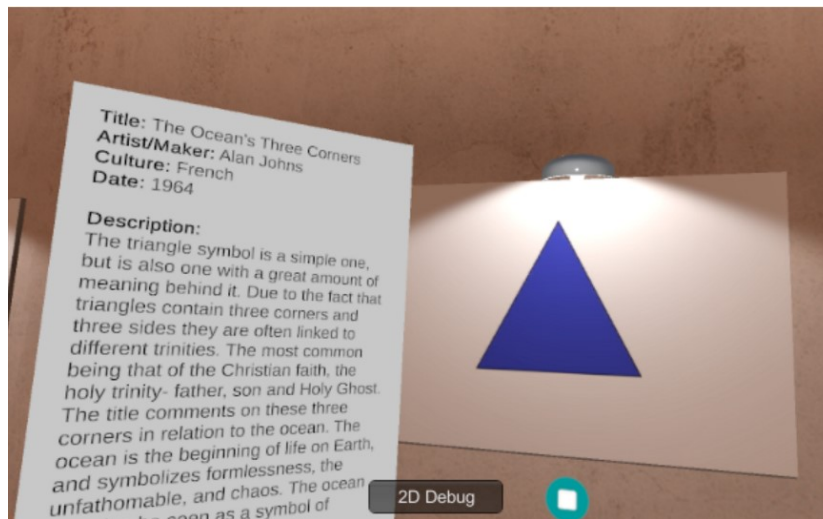 Title: The Ocean's Three Corners
Artist/Maker: Alan Johns
Culture: French
Date: 1964
Description:
The triangle symbol is a simple one,
but is also one with a great amount of
meaning behind it. Due to the fact that
triangles contain three corners and
three sides they are often linked to
different trinities. The most common
being that of the Christian faith, the
holy trinity- father, son and Holy Ghost.
The title comments on these three
corners in relation to the ocean. The
ocean is the beginning of life on Earth,
and symbolizes formlessness, the
unfathomable, and chaos. The ocean
seen as a symbol of
2D Debug